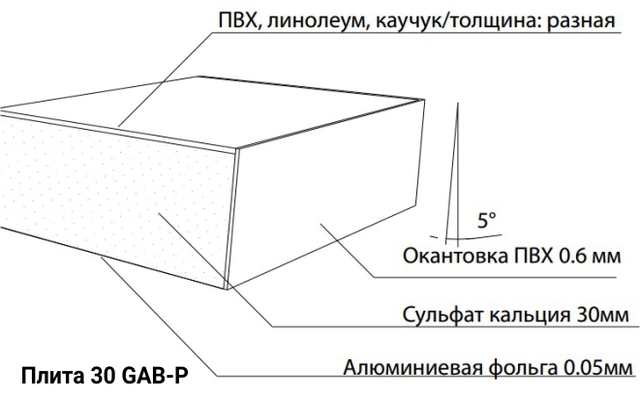 ПВХ, линолеум, каучук/толщина: разная
5°
Окантовка ПВХ 0.6 мм
Сульфат кальция 30мм
Алюминиевая фольга 0.05мм
Плита 30 GAB-P